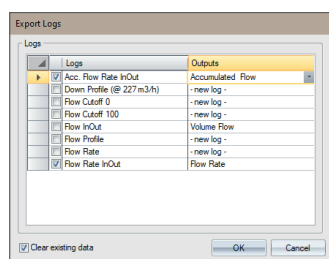 Export Logs
Logs
Logs Outputs
Acc. Flow Rate InOut Accumulated Flow
Down Profile (@ 227 m3/h) - new log -
Flow Cutoff 0 - new log -
Flow Cutoff 100 - new log -
Flow InOut Volume Flow
Flow Profile - new log -
Flow Rate - new log -
Flow Rate InOut Flow Rate
Clear existing data OK Cancel